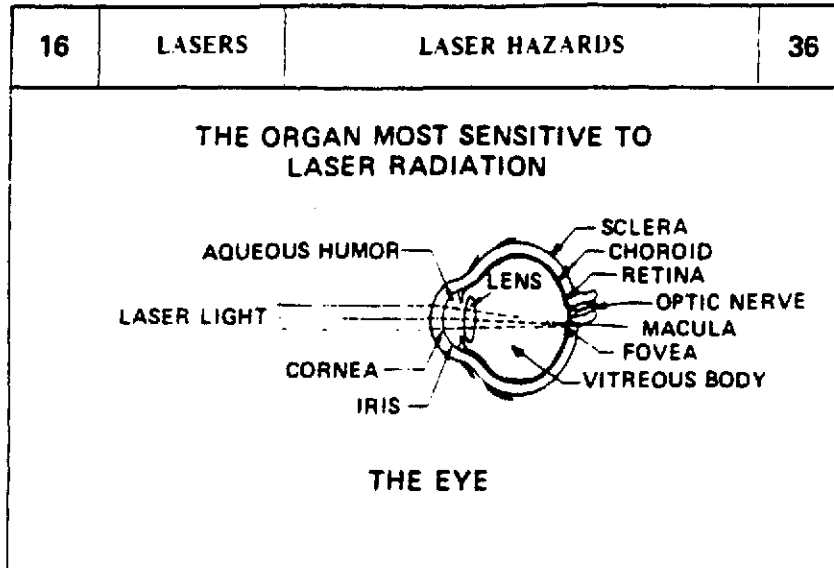 16 LASERS LASER HAZARDS 36
THE ORGAN MOST SENSITIVE TO
LASER RADIATION
SCLERA
AQUEOUS HUMOR
CHOROID
LENS
RETINA
OPTIC NERVE
LASER LIGHT
MACULA
FOVEA
CORNEA
VITREOUS BODY
IRIS
THE EYE